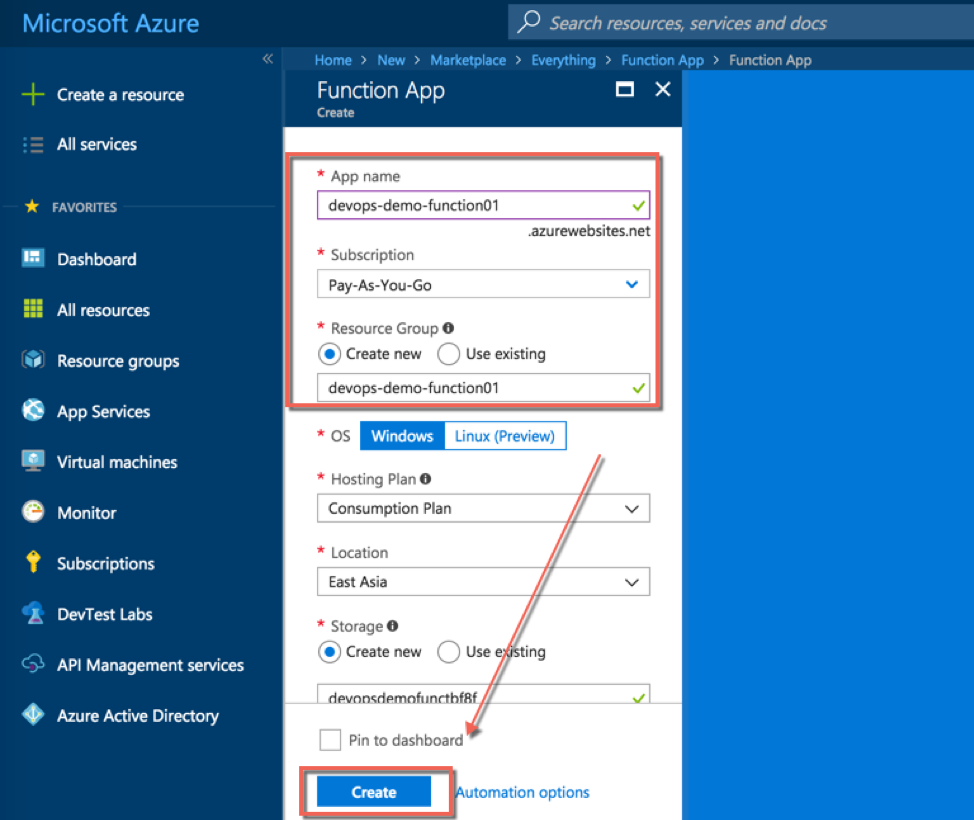 Microsoft Azure
Search resources, services and docs
«
Create a resource
All services
FAVORITES
Dashboard
All resources
Resource groups
App Services
Virtual machines
Monitor
Subscriptions
DevTest Labs
API Management services
Azure Active Directory
Home > New > Marketplace > Everything > Function App > Function App
Function App
Create
* App name
devops-demo-function01
.azurewebsites.net
* Subscription
Pay-As-You-Go
* Resource Group
Create new Use existing
devops-demo-function01
* OS Windows Linux (Preview)
* Hosting Plan
Consumption Plan
* Location
East Asia
* Storage
Create new Use existing
devopsdemofunctbf8f
Pin to dashboard
Create Automation options